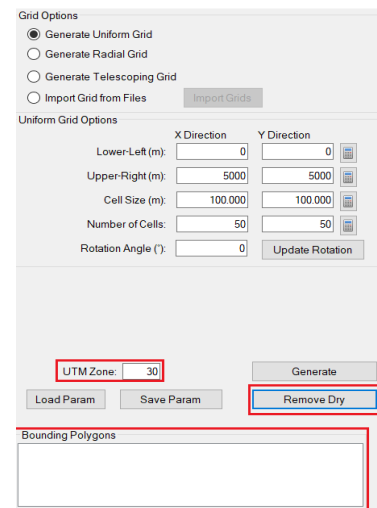 Grid Options
Generate Uniform Grid
Generate Radial Grid
Generate Telescoping Grid
Import Grid from Files Import Grids
Uniform Grid Options
X Direction Y Direction
Lower-Left (m): 0 0
Upper-Right (m): 5000 5000
Cell Size (m): 100.000 100.000
Number of Cells: 50 50
Rotation Angle (°): 0 Update Rotation
UTM Zone: 30 Generate
Load Param Save Param Remove Dry
Bounding Polygons